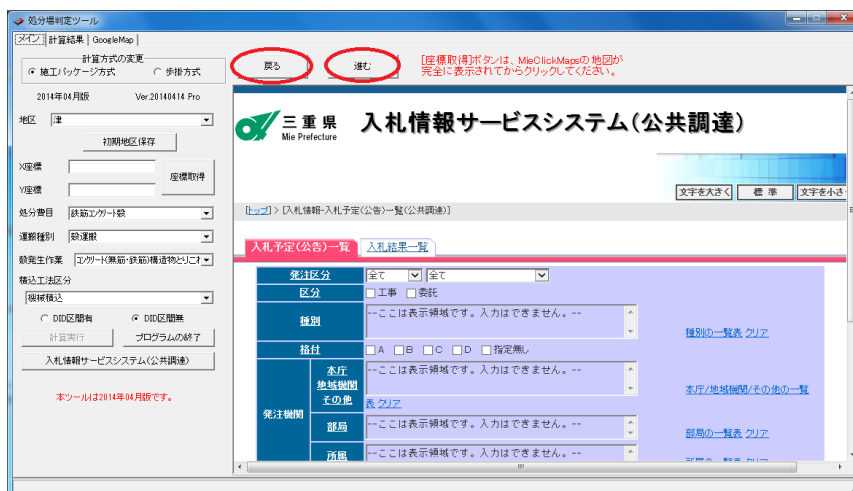 処分場判定ツール
メイン 計算結果 GoogleMap
計算方式の変更
施工パッケージ方式 歩掛方式
2014年04月版 Ver.20140414 Pro
地区 津
初期地区保存
X座標
Y座標
座標取得
処分費目 鉄筋コンクリート殻
運搬種別 殻運搬
殻発生作業 コンクリート(無筋・鉄筋)構造物とりこわ
積込工法区分
機械積込
DID区間有 DID区間無
計算実行 プログラムの終了
入札情報サービスシステム(公共調達)
本ツールは2014年04月版です。
戻る 進む
[座標取得]ボタンは、MieClickMapsの地図が
完全に表示されてからクリックしてください。
三重県
Mie Prefecture
入札情報サービスシステム(公共調達)
文字を大きく 標準 文字を小さ
[トップ] > [入札情報-入札予定(公告)一覧(公共調達)]
入札予定(公告)一覧 入札結果一覧
発注区分 全て 全て
区分 工事 委託
種別 --ここは表示領域です。入力はできません。-- 種別の一覧表 クリア
格付 A B C D 指定無し
発注機関
本庁
地域機関
その他
--ここは表示領域です。入力はできません。-- 本庁/地域機関/その他の一覧
表 クリア
部局 --ここは表示領域です。入力はできません。-- 部局の一覧表 クリア
所属 --ここは表示領域です。入力はできません。--